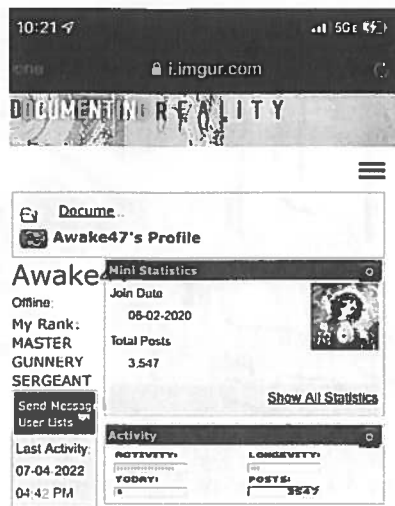 10:21
5GE
i.imgur.com
DOCUMENTING REALITY
Docume...
Awake47's Profile
Awake4
Offline:
My Rank:
MASTER
GUNNERY
SERGEANT
Send Message
User Lists
Last Activity:
07-04-2022
04:42 PM
Mini Statistics
Join Date
06-02-2020
Total Posts
3,547
Show All Statistics
Activity
ACTIVITY:
LONGEVITY:
TODAY:
POSTS:
3547